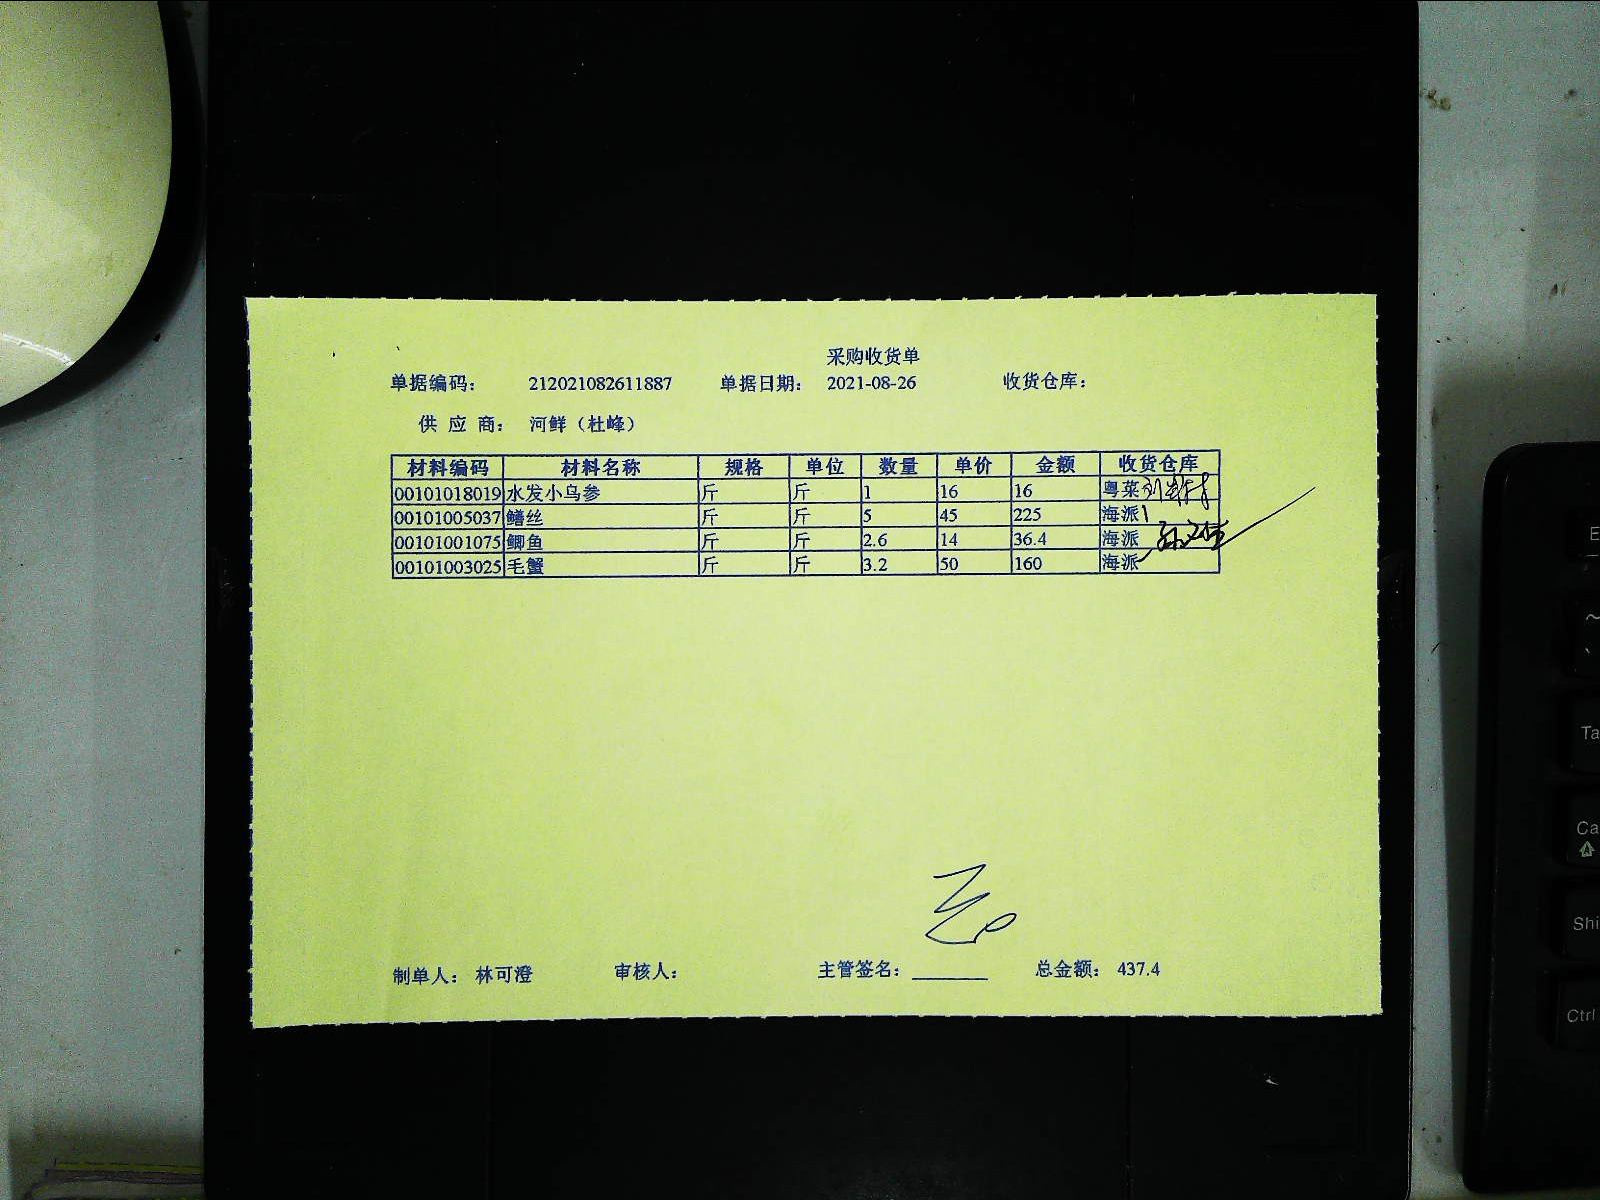 采购收货单
单据编码： 212021082611887 单据日期： 2021-08-26 收货仓库：
供 应 商： 河鲜（杜峰）
材料编码 材料名称 规格 单位 数量 单价 金额 收货仓库
00101018019 水发小乌参 斤 斤 1 16 16 粤菜
00101005037 鳝丝 斤 斤 5 45 225 海派
00101001075 鲫鱼 斤 斤 2.6 14 36.4 海派
00101003025 毛蟹 斤 斤 3.2 50 160 海派
制单人： 林可澄 审核人： 主管签名： 总金额： 437.4
E
~
Ta
Ca
Shi
Ctrl